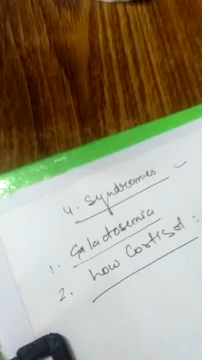 4. Syndromes
1. Galactosemia
2. Low Cortisol :